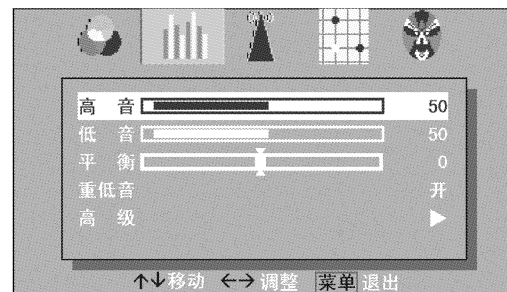 高 音 50
低 音 50
平 衡 0
重低音 开
高 级 ▶
↑↓移动 ←→调整 菜单 退出